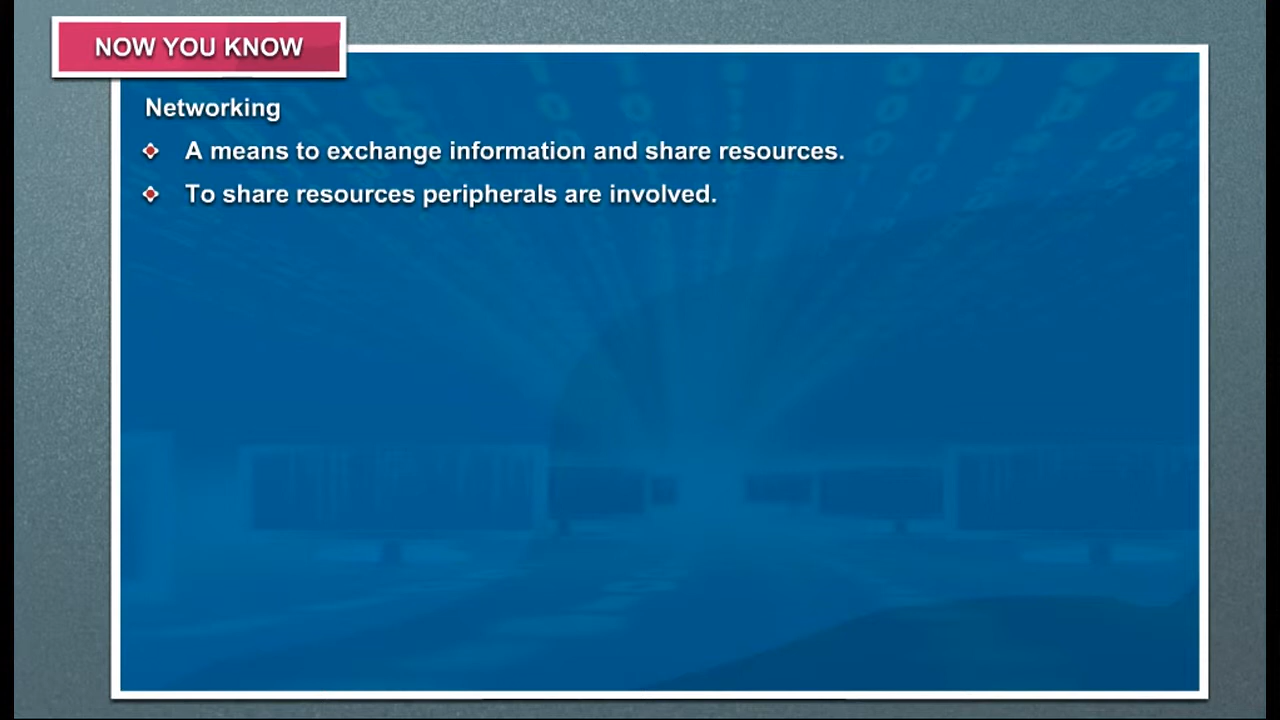 NOW YOU KNOW
Networking
A means to exchange information and share resources.
To share resources peripherals are involved.